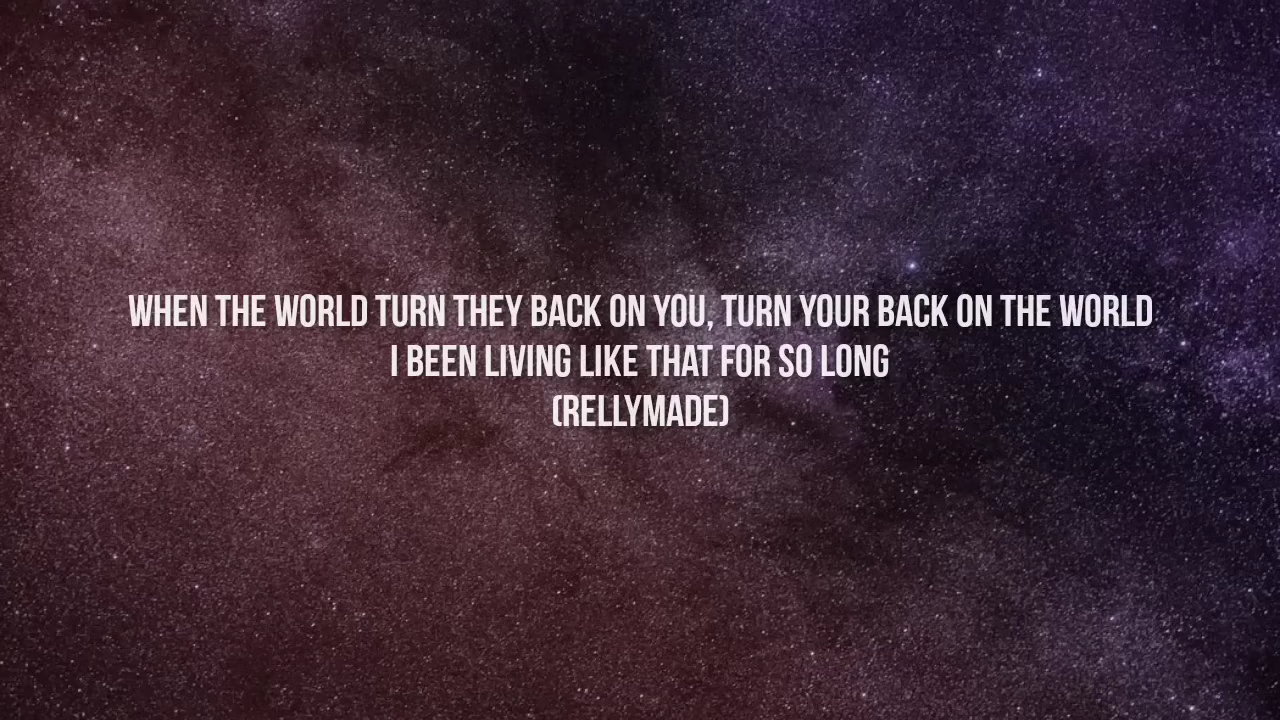 WHEN THE WORLD TURN THEY BACK ON YOU, TURN YOUR BACK ON THE WORLD
I BEEN LIVING LIKE THAT FOR SO LONG
(RELLYMADE)